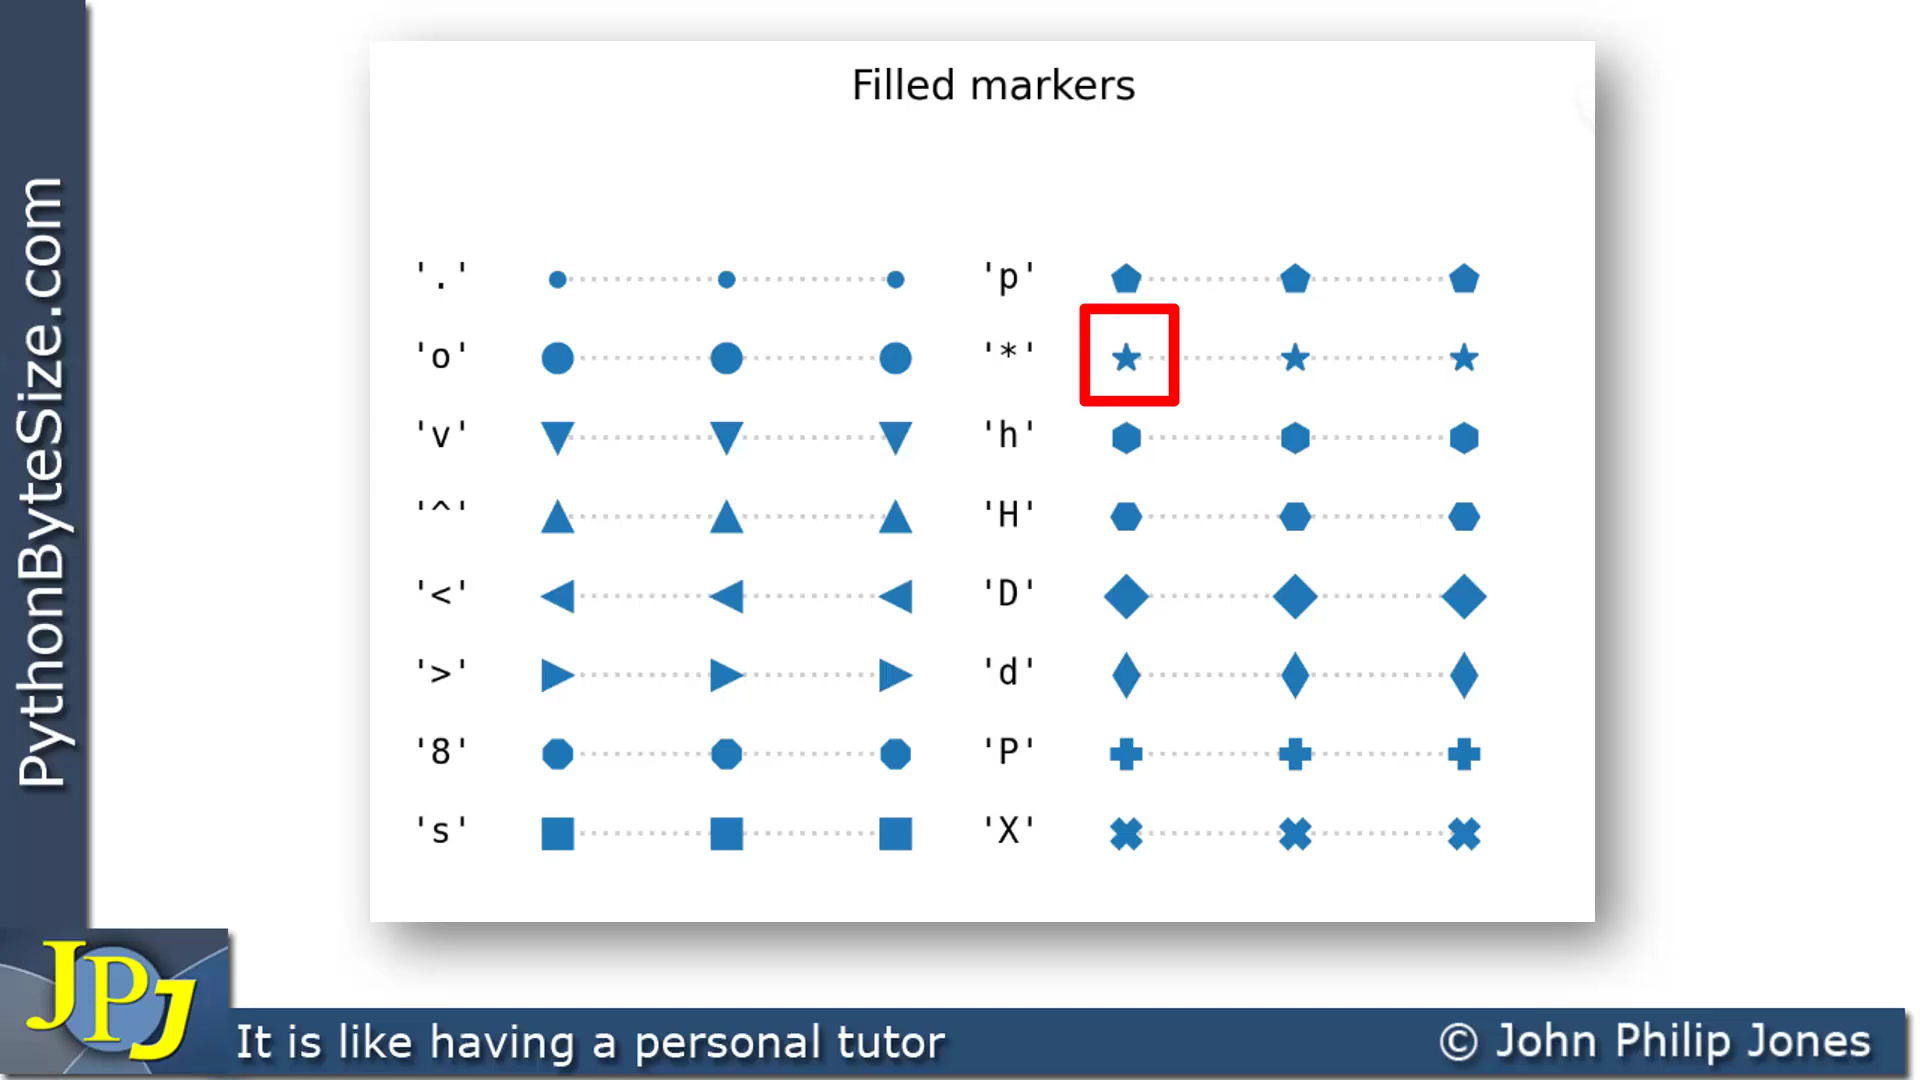 Filled markers
'.'
'o'
'v'
'^'
'<'
'>'
'8'
's'
'p'
'*'
'h'
'H'
'D'
'd'
'P'
'X'
PythonByteSize.com
JPJ
It is like having a personal tutor
© John Philip Jones